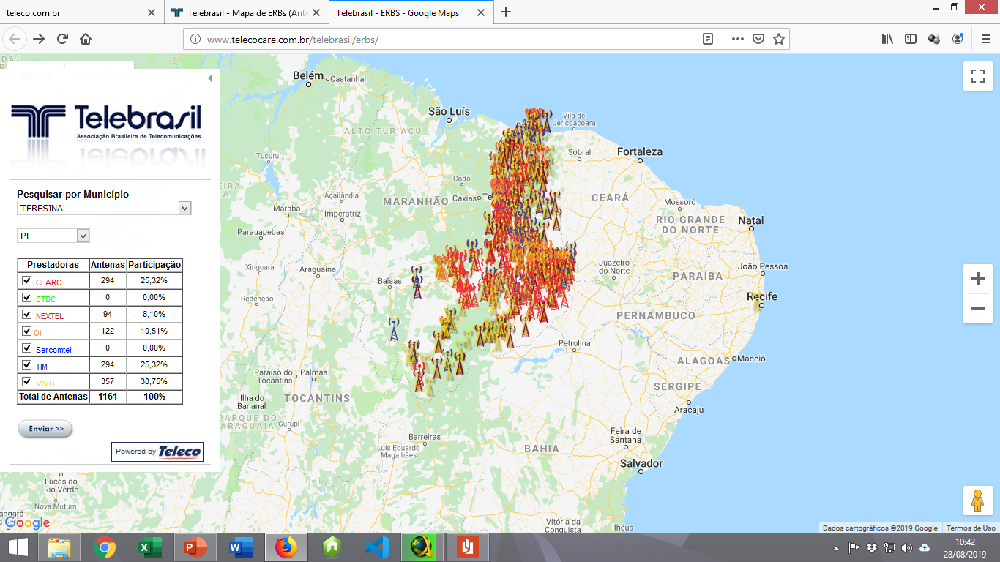 teleco.com.br
Telebrasil - Mapa de ERBs (Ante
Telebrasil - ERBS - Google Maps
www.telecocare.com.br/telebrasil/erbs/
Mapa
Telebrasil
Associação Brasileira de Telecomunicações
Pesquisar por Município
TERESINA
PI
Prestadoras Antenas Participação
CLARO 294 25,32%
CTBC 0 0,00%
NEXTEL 94 8,10%
OI 122 10,51%
Sercomtel 0 0,00%
TIM 294 25,32%
VIVO 357 30,75%
Total de Antenas 1161 100%
Enviar >>
Powered by Teleco
Belém
Castanhal
São Luís
Vila de
Jericoacoara
ALTO TURIAÇU
Tucuruí
Sobral
Fortaleza
Codó
Açailândia
MARANHÃO
Caxias
CEARÁ
Mossoró
Marabá
Imperatriz
RIO GRANDE
DO NORTE
Natal
Parauapebas
Xinguara
Araguaína
Balsas
Juazeiro
do Norte
João Pessoa
PARAÍBA
Redenção
Recife
PERNAMBUCO
Petrolina
Paraíso do
Tocantins
Palmas
ALAGOAS
Maceió
SERGIPE
Ilha do
Bananal
TOCANTINS
Aracaju
PARQUE DO
ARAGUAIA
Gurupi
Barreiras
Luís Eduardo
Magalhães
BAHIA
Feira de
Santana
Salvador
Lucas do
Rio Verde
Nova Mutum
Vitória da
Conquista
Ilhéus
Google
Dados cartográficos ©2019 Google
Termos de Uso
10:42
28/08/2019